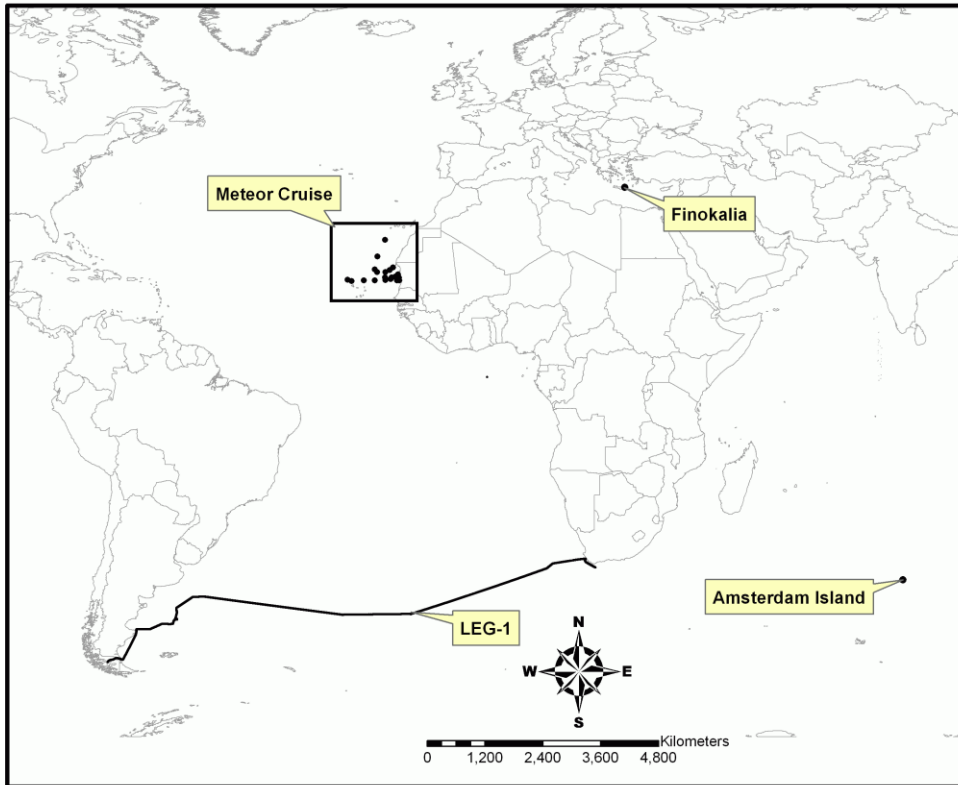 Meteor Cruise
Finokalia
Amsterdam Island
LEG-1
N
W E
S
Kilometers
0 1,200 2,400 3,600 4,800